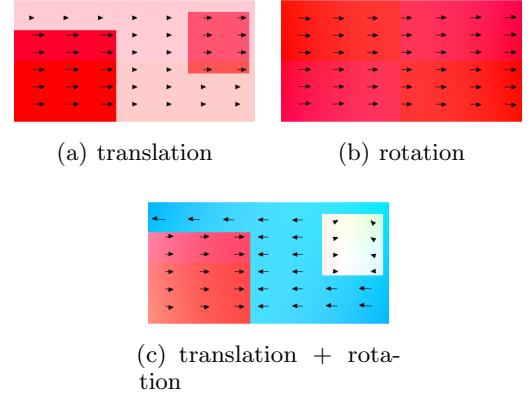 (a) translation
(b) rotation
(c) translation + rota-
tion